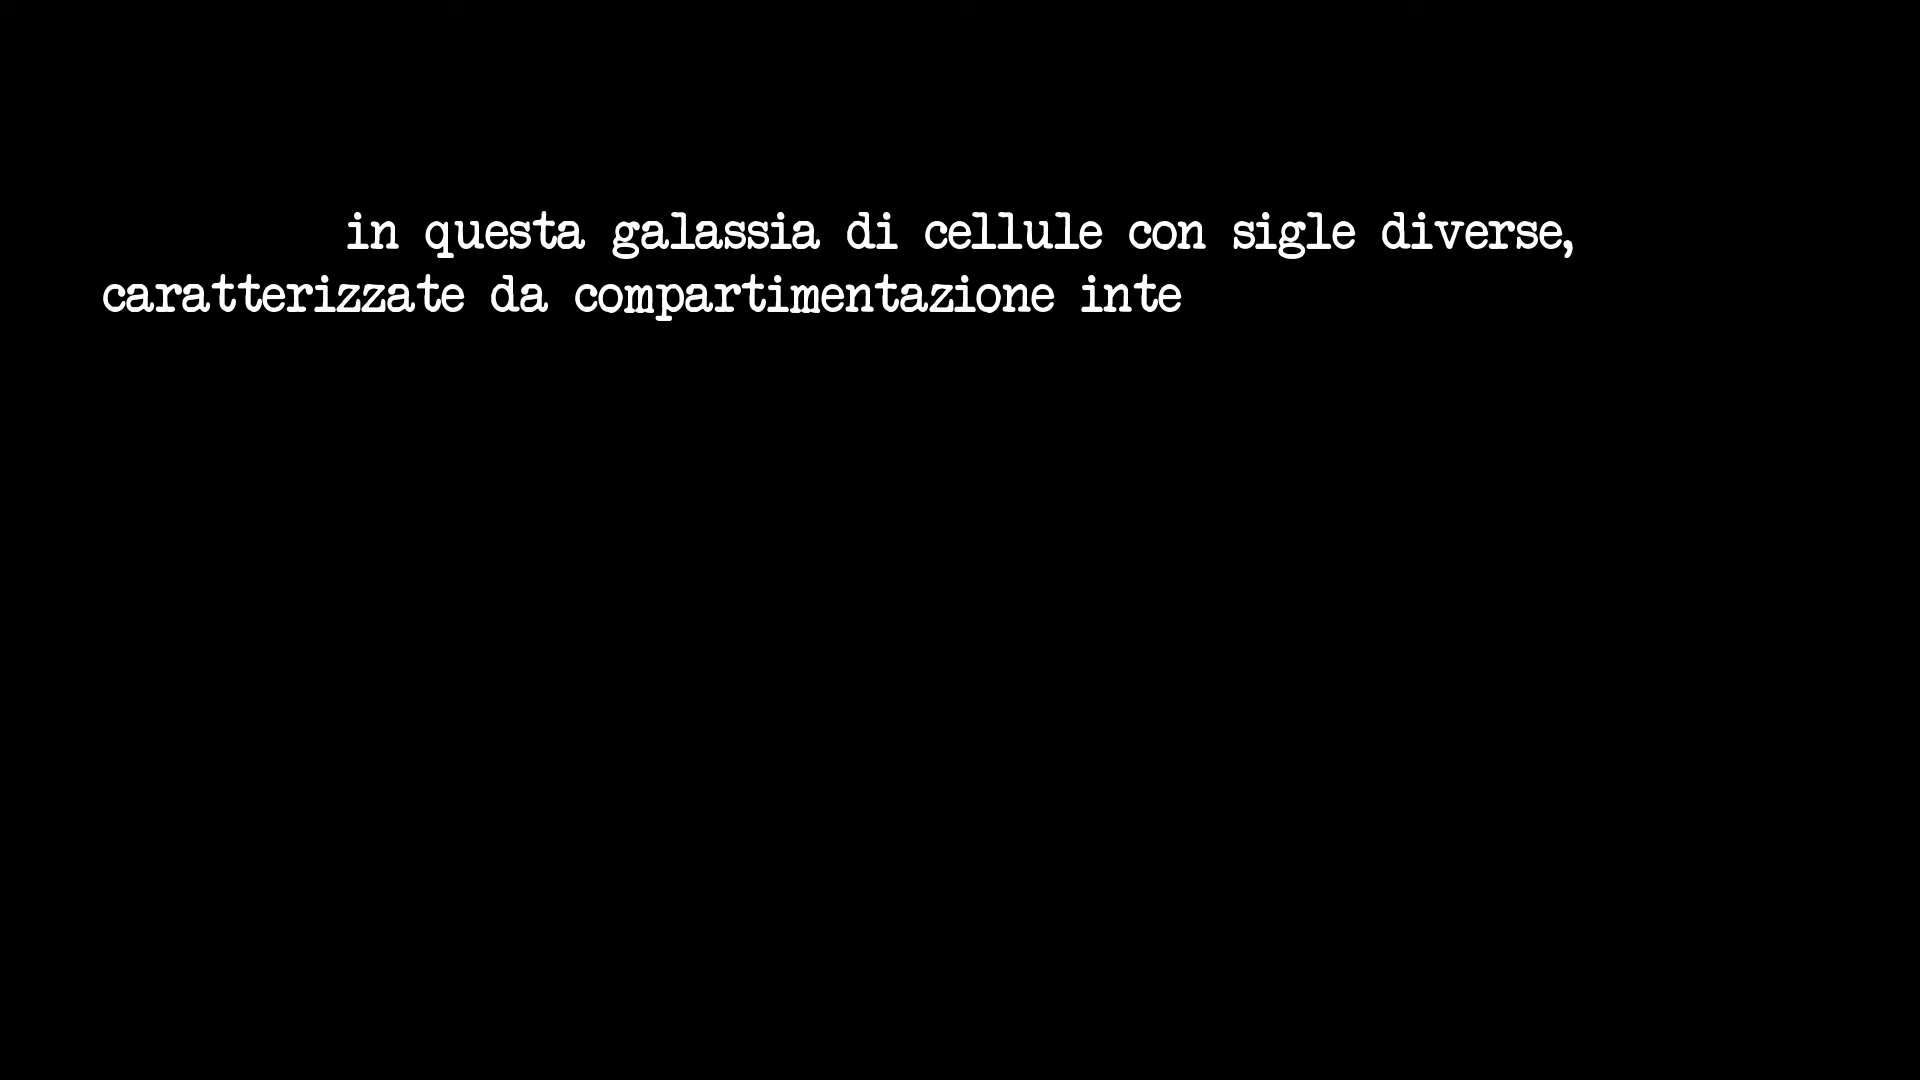 in questa galassia di cellule con sigle diverse,
caratterizzate da compartimentazione inte